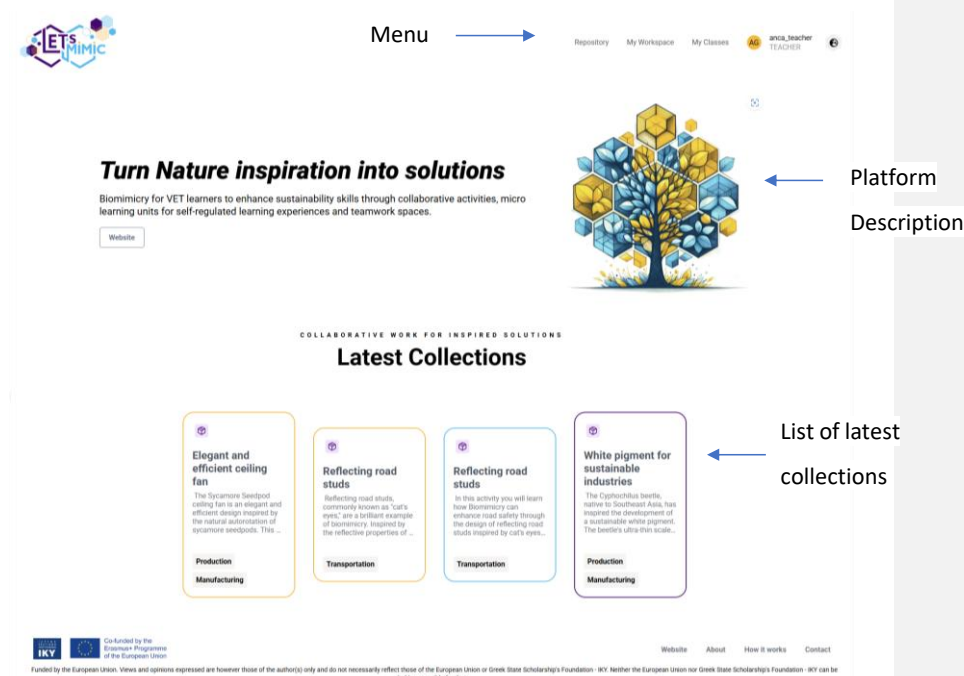 LET'S
MIMIC
Menu
Repository My Workspace My Classes AG anca_teacher
TEACHER
Turn Nature inspiration into solutions
Biomimicry for VET learners to enhance sustainability skills through collaborative activities, micro
learning units for self-regulated learning experiences and teamwork spaces.
Website
Platform
Description
COLLABORATIVE WORK FOR INSPIRED SOLUTIONS
Latest Collections
Elegant and
efficient ceiling
fan
The Sycamore Seedpod
ceiling fan is an elegant and
efficient design inspired by
the natural autorotation of
sycamore seedpods. This ...
Production
Manufacturing
Reflecting road
studs
Reflecting road studs,
commonly known as "cat's
eyes," are a brilliant example
of biomimicry. Inspired by
the reflective properties of ...
Transportation
Reflecting road
studs
In this activity you will learn
how Biomimicry can
enhance road safety through
the design of reflecting road
studs inspired by cat's eyes...
Transportation
White pigment for
sustainable
industries
The Cyphochilus beetle,
native to Southeast Asia, has
inspired the development of
a sustainable white pigment.
The beetle's ultra-thin scale...
Production
Manufacturing
List of latest
collections
IKY
Co-funded by the
Erasmus+ Programme
of the European Union
Website About How it works Contact
Funded by the European Union. Views and opinions expressed are however those of the author(s) only and do not necessarily reflect those of the European Union or Greek State Scholarship's Foundation - IKY. Neither the European Union nor Greek State Scholarship's Foundation - IKY can be